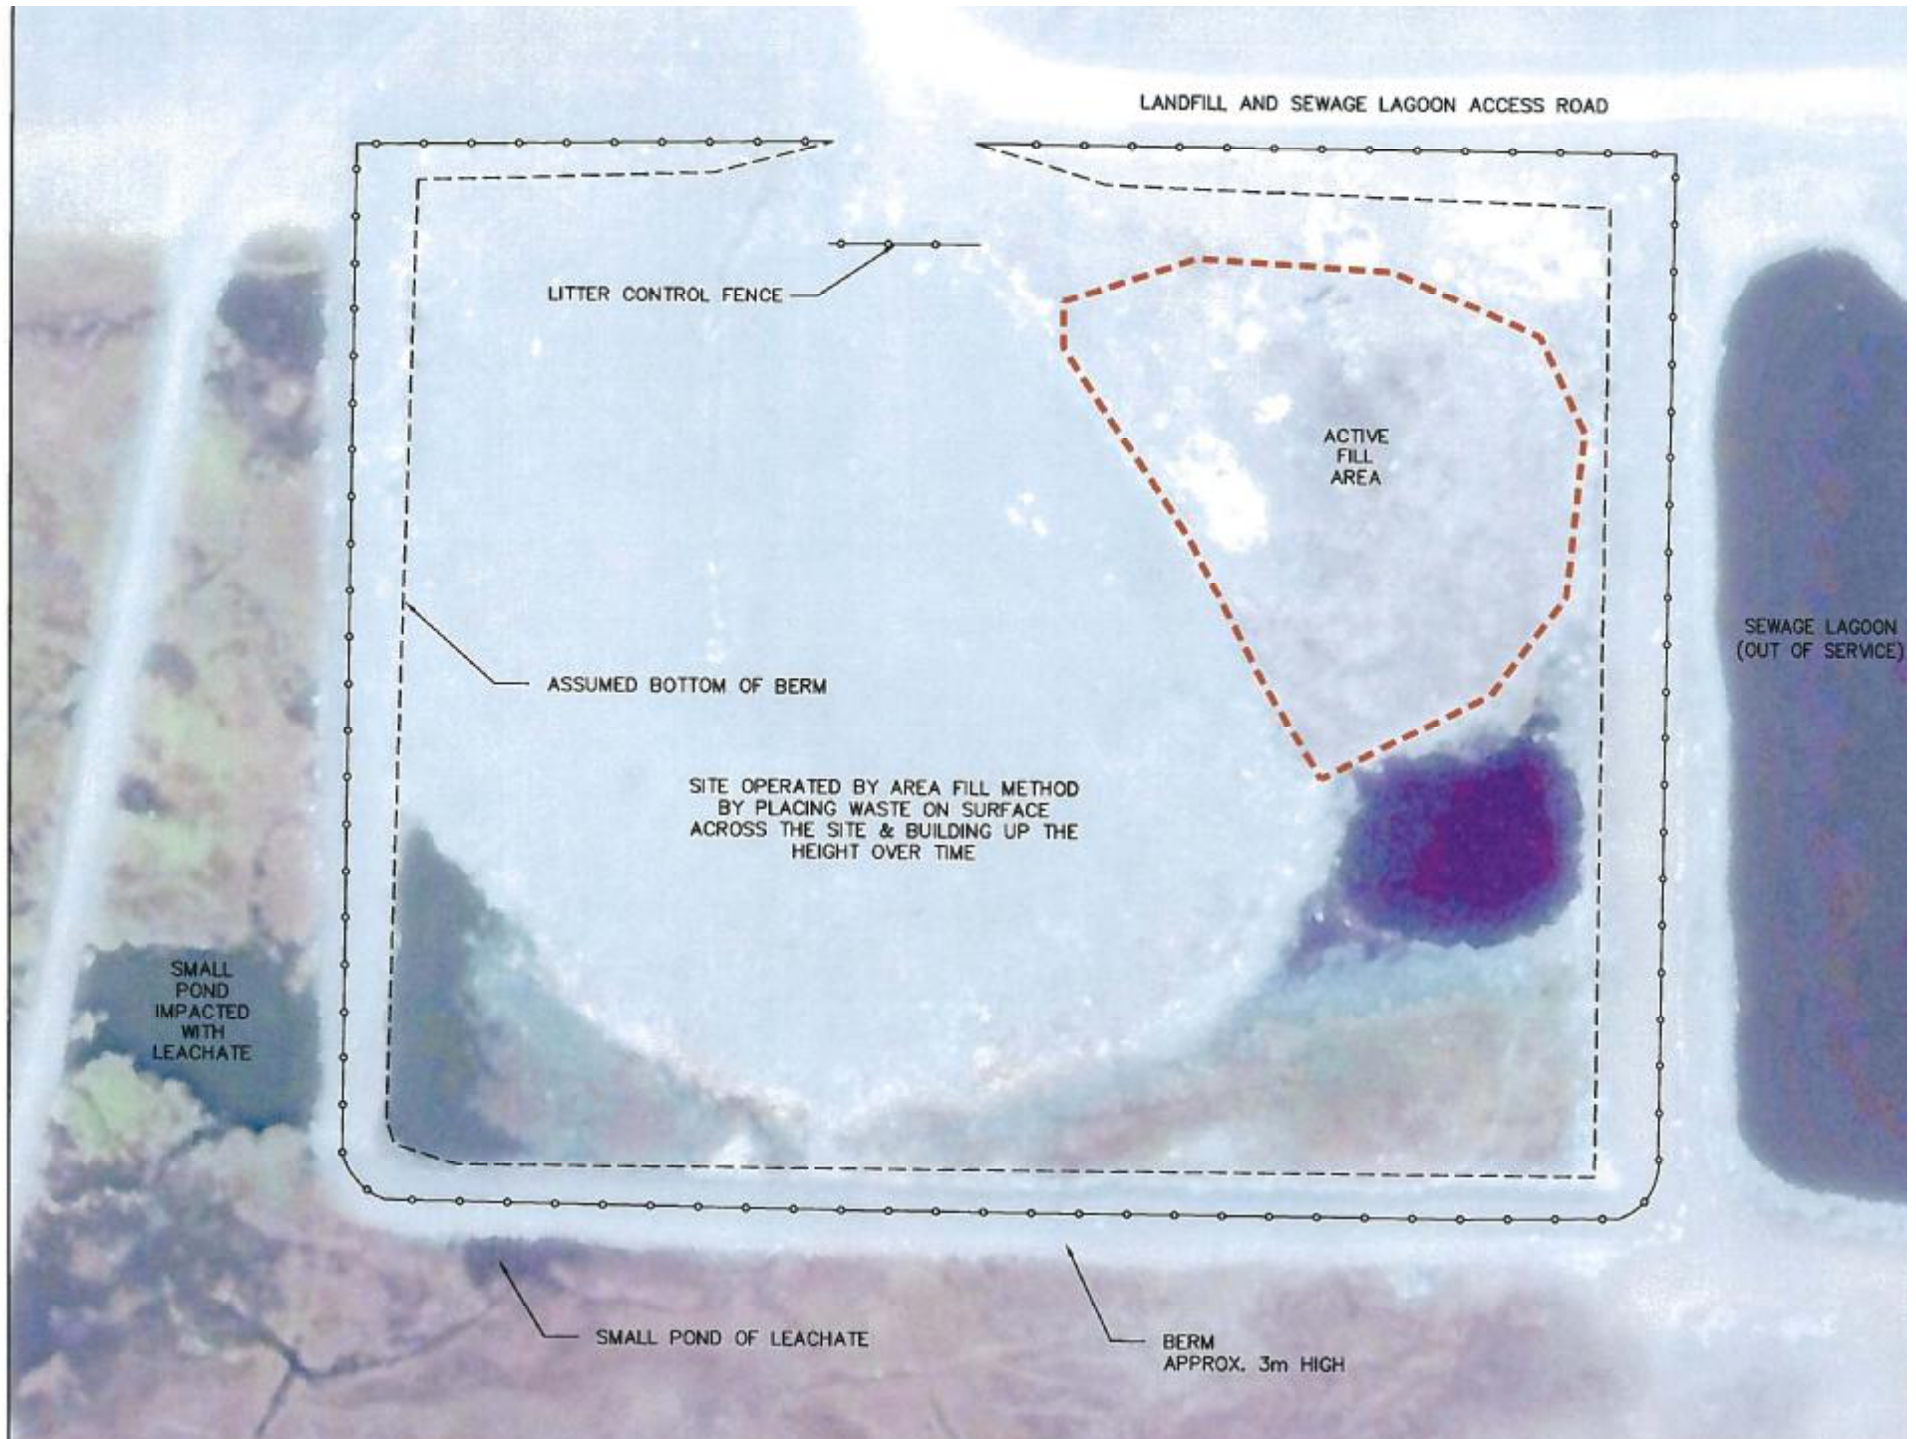 LANDFILL AND SEWAGE LAGOON ACCESS ROAD
LITTER CONTROL FENCE
ACTIVE
FILL
AREA
SEWAGE LAGOON
(OUT OF SERVICE)
ASSUMED BOTTOM OF BERM
SITE OPERATED BY AREA FILL METHOD
BY PLACING WASTE ON SURFACE
ACROSS THE SITE & BUILDING UP THE
HEIGHT OVER TIME
SMALL
POND
IMPACTED
WITH
LEACHATE
SMALL POND OF LEACHATE
BERM
APPROX. 3m HIGH